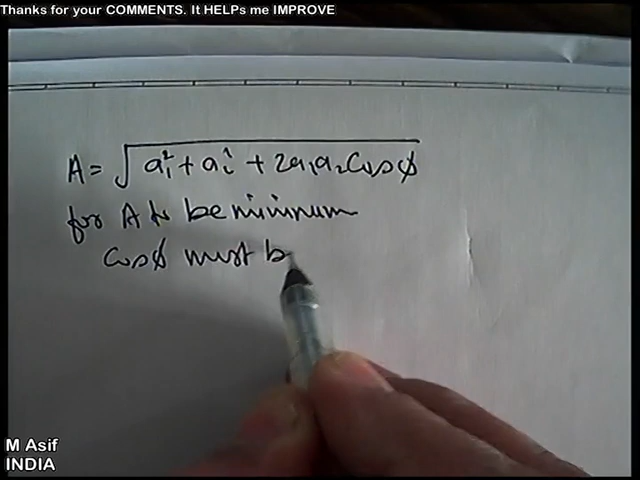 Thanks for your COMMENTS. It HELPs me IMPROVE
A = √a₁² + a₂² + 2a₁a₂cosϕ
for A to be minimum
cosϕ must b
M Asif
INDIA